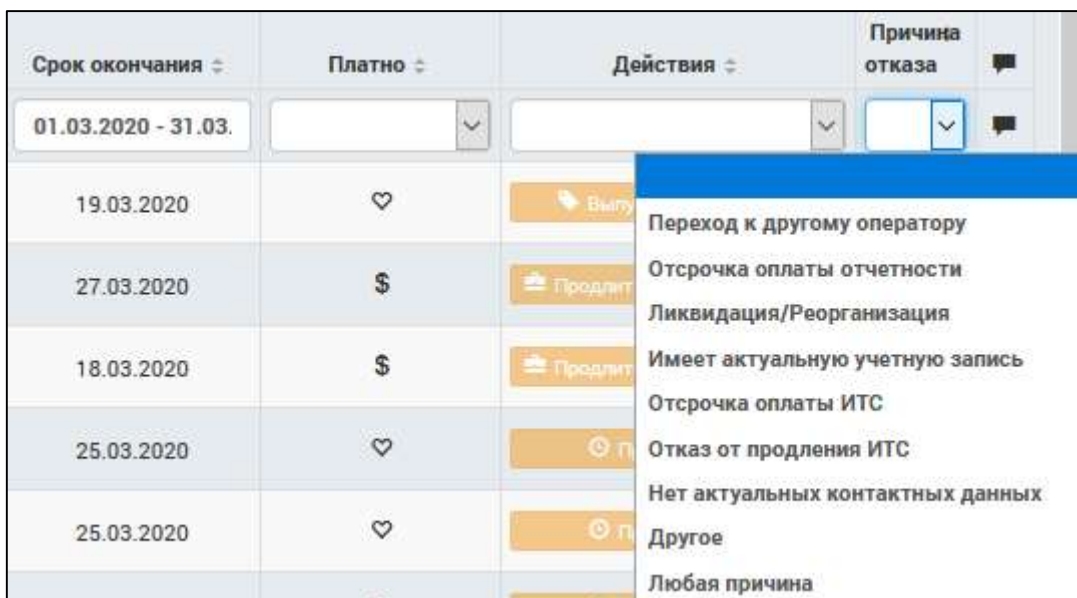 Причина
Срок окончания Платно Действия отказа
01.03.2020 - 31.03.
19.03.2020
Переход к другому оператору
Отсрочка оплаты отчетности
27.03.2020 $
Ликвидация/Реорганизация
18.03.2020 $
Имеет актуальную учетную запись
Отсрочка оплаты ИТС
25.03.2020
Отказ от продления ИТС
Нет актуальных контактных данных
25.03.2020
Другое
Любая причина